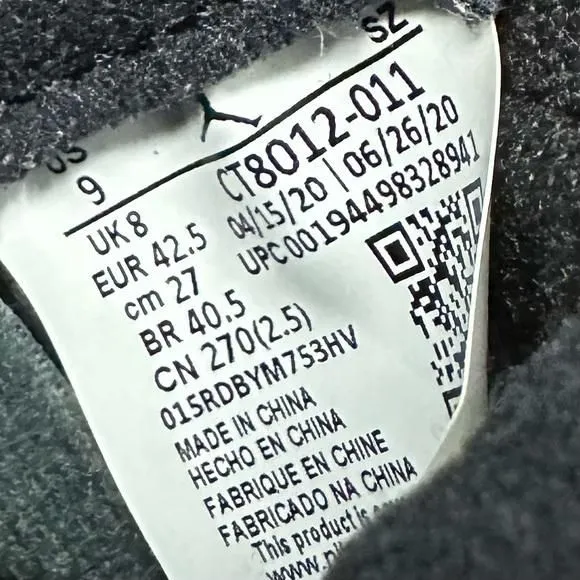 SZ
US
9
UK 8
EUR 42.5
cm 27
BR 40.5
CN 270(2.5)
CT8012-011
04/15/20 | 06/26/20
UPC00194498328941
015RDBYM753HV
MADE IN CHINA
HECHO EN CHINA
FABRIQUE EN CHINE
FABRICADO NA CHINA
This product is